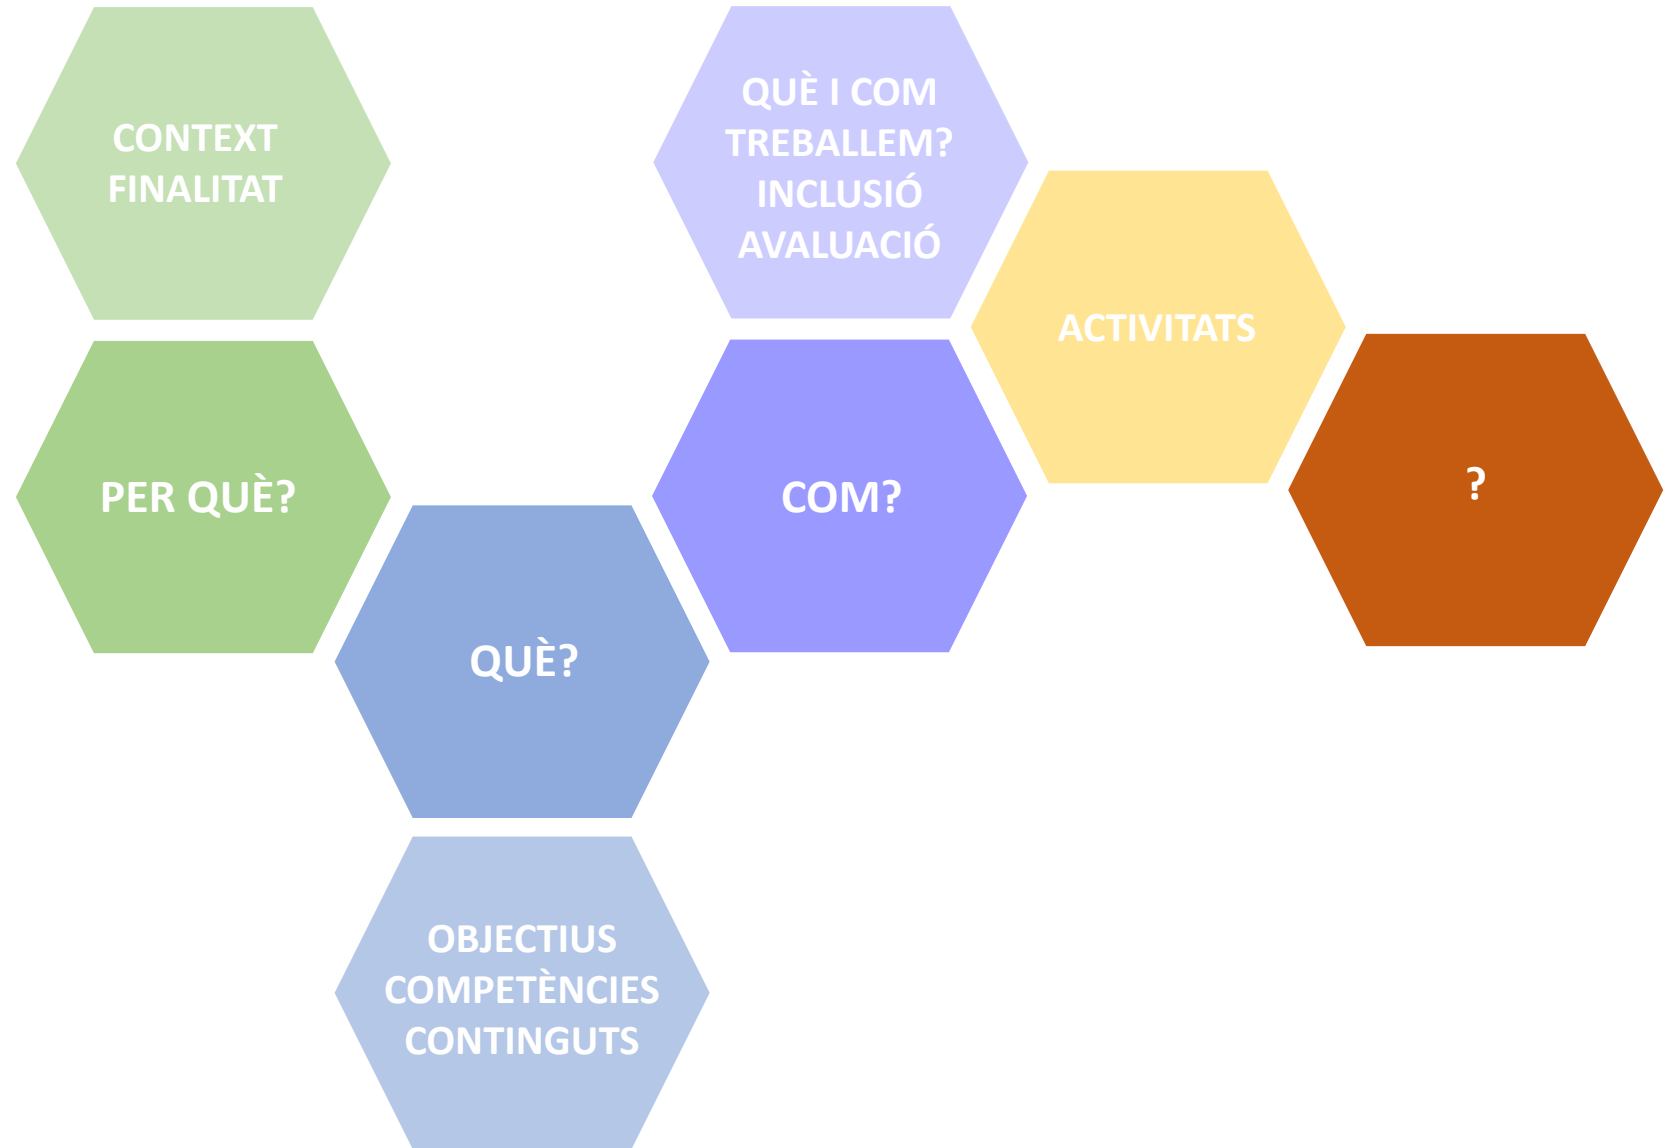 CONTEXT
FINALITAT
PER QUÈ?
QUÈ?
OBJECTIUS
COMPETÈNCIES
CONTINGUTS
QUÈ I COM
TREBALLEM?
INCLUSIÓ
AVALUACIÓ
COM?
ACTIVITATS
?